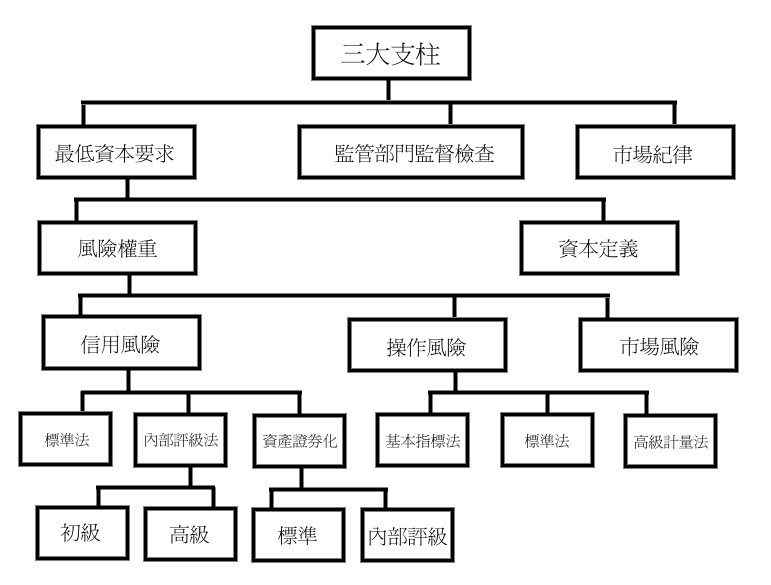 三大支柱
最低資本要求
監管部門監督檢查
市場紀律
風險權重
資本定義
信用風險
操作風險
市場風險
標準法
內部評級法
資產證券化
基本指標法
標準法
高級計量法
初級
高級
標準
內部評級